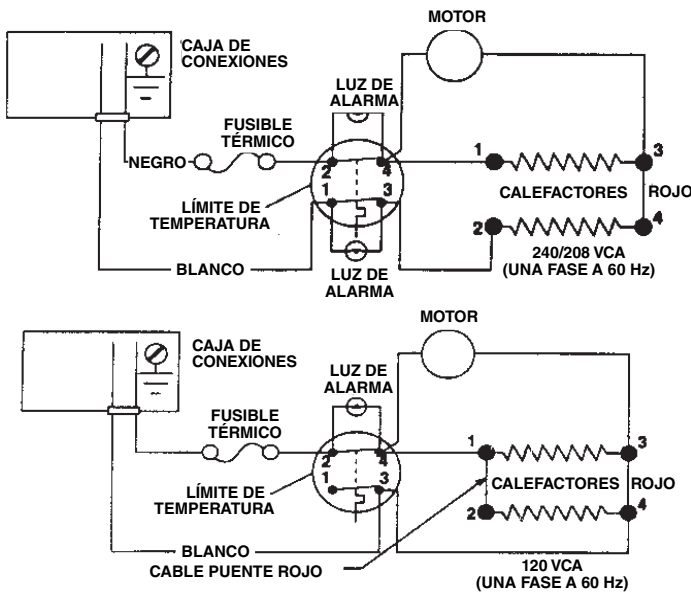 MOTOR
CAJA DE
CONEXIONES
LUZ DE
ALARMA
FUSIBLE
TÉRMICO
NEGRO
2
4
1
3
1
3
CALEFACTORES
ROJO
LÍMITE DE
TEMPERATURA
2
4
240/208 VCA
(UNA FASE A 60 Hz)
BLANCO
LUZ DE
ALARMA
MOTOR
CAJA DE
CONEXIONES
LUZ DE
ALARMA
FUSIBLE
TÉRMICO
2
4
1
3
1
3
CALEFACTORES
ROJO
LÍMITE DE
TEMPERATURA
2
4
BLANCO
CABLE PUENTE ROJO
120 VCA
(UNA FASE A 60 Hz)